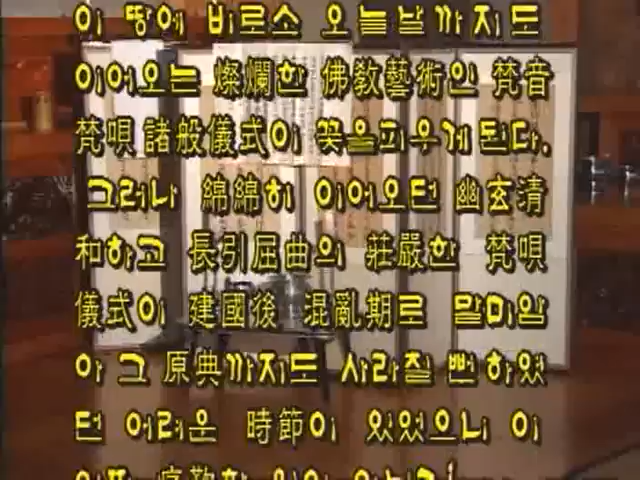 이 땅에 비로소 오늘날까지도
이어오는 燦爛한 佛敎藝術인 梵音
梵唄 諸般儀式이 꽃을피우게 된다.
그러나 綿綿히 이어오던 幽玄清
和하고 長引屈曲의 莊嚴한 梵唄
儀式이 建國後 混亂期로 말미암
아 그 原典까지도 사라질 뻔 하였
던 어려운 時節이 있었으니 이